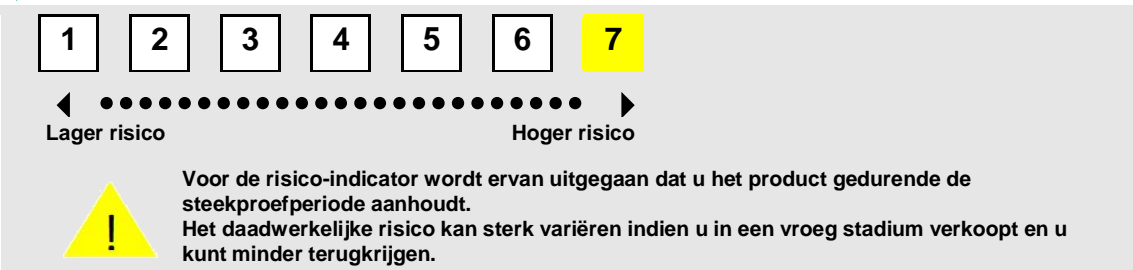 1 2 3 4 5 6 7
Lager risico Hoger risico
!
Voor de risico-indicator wordt ervan uitgegaan dat u het product gedurende de
steekproefperiode aanhoudt.
Het daadwerkelijke risico kan sterk variëren indien u in een vroeg stadium verkoopt en u
kunt minder terugkrijgen.